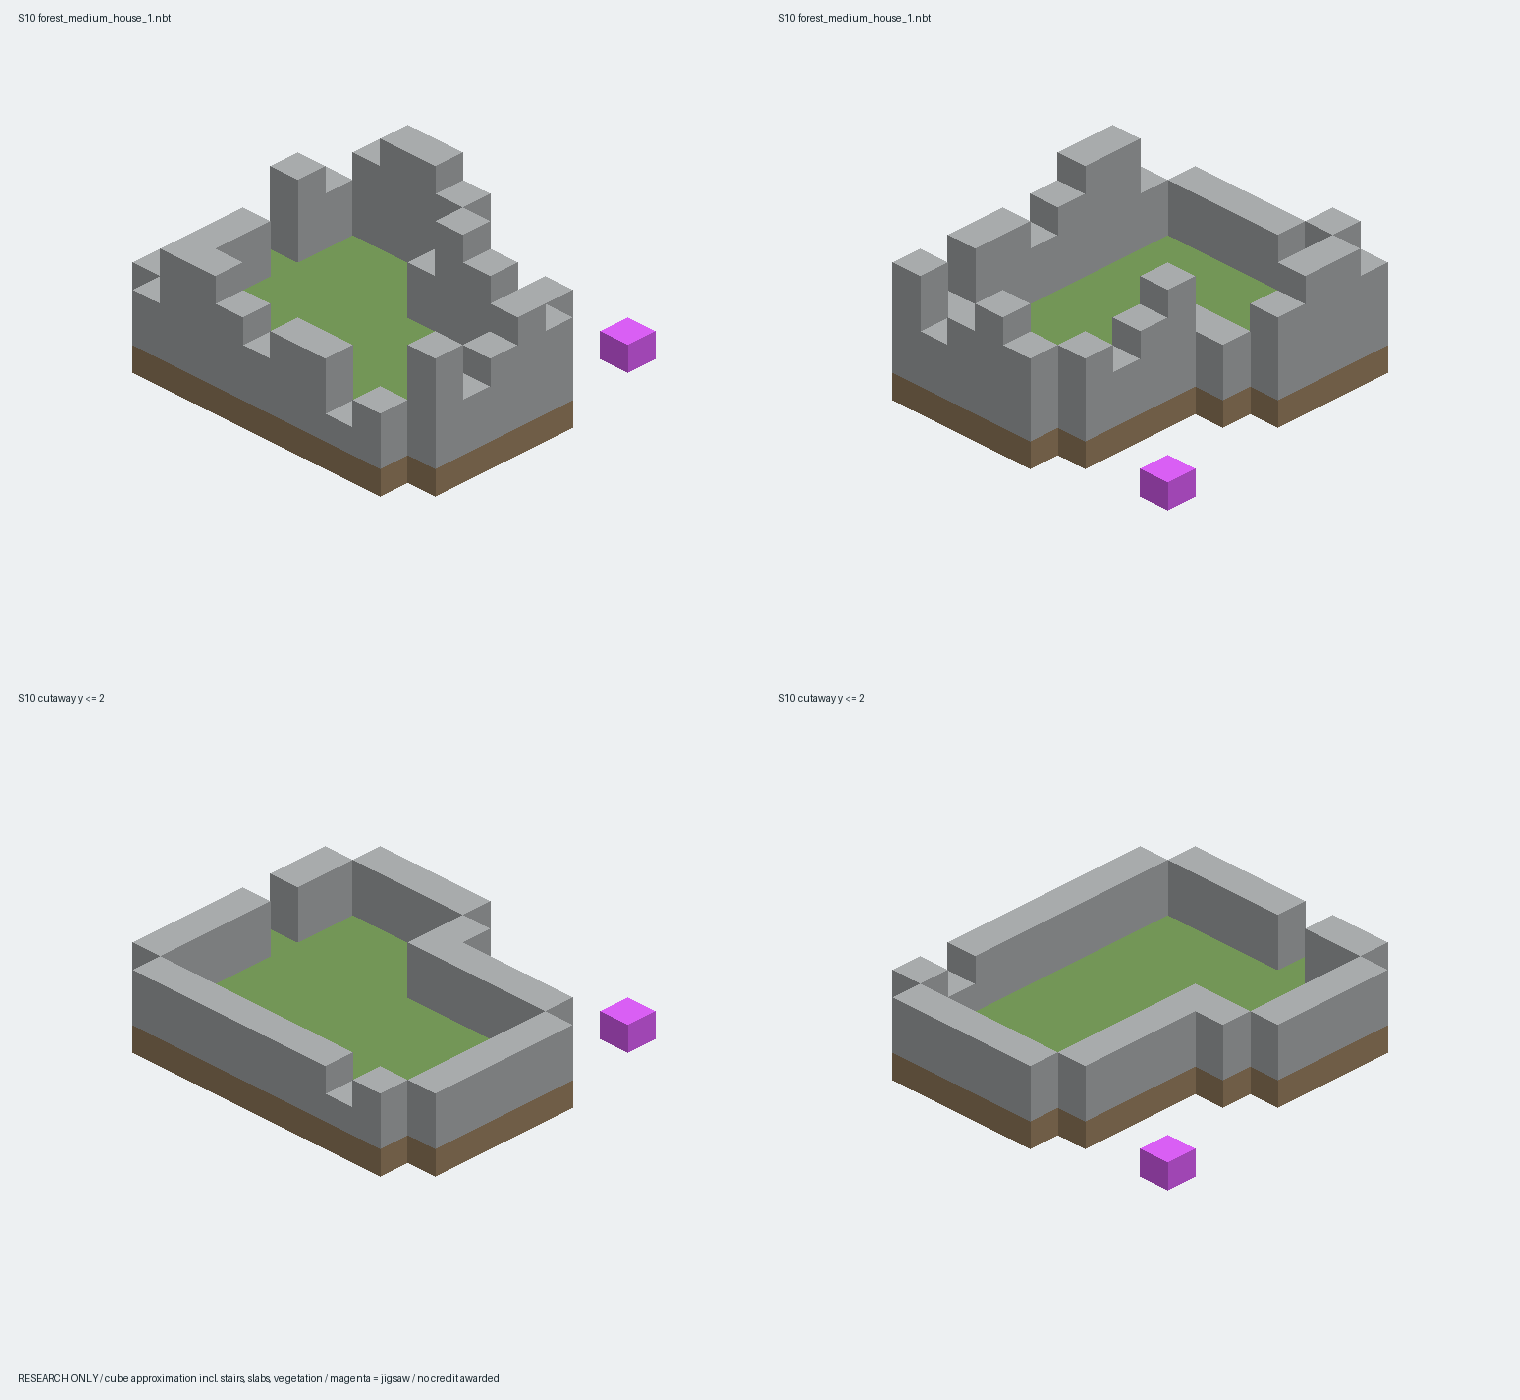 S10 forest_medium_house_1.nbt
S10 forest_medium_house_1.nbt
S10 cutaway y <= 2
S10 cutaway y <= 2
RESEARCH ONLY / cube approximation incl. stairs, slabs, vegetation / magenta = jigsaw / no credit awarded